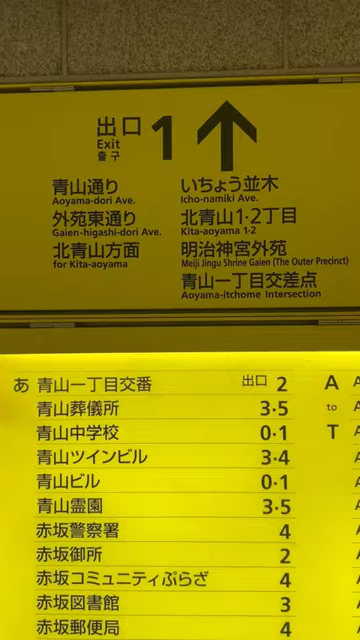 出口 1
Exit
출구
青山通り
Aoyama-dori Ave.
外苑東通り
Gaien-higashi-dori Ave.
北青山方面
for Kita-aoyama
いちょう並木
Icho-namiki Ave.
北青山1・2丁目
Kita-aoyama 1-2
明治神宮外苑
Meiji Jingu Shrine Gaien (The Outer Precinct)
青山一丁目交差点
Aoyama-itchome Intersection
あ 青山一丁目交番 出口 2
青山葬儀所 3・5
青山中学校 0・1
青山ツインビル 3・4
青山ビル 0・1
青山霊園 3・5
赤坂警察署 4
赤坂御所 2
赤坂コミュニティぷらざ 4
赤坂図書館 3
赤坂郵便局 4
A
to
T